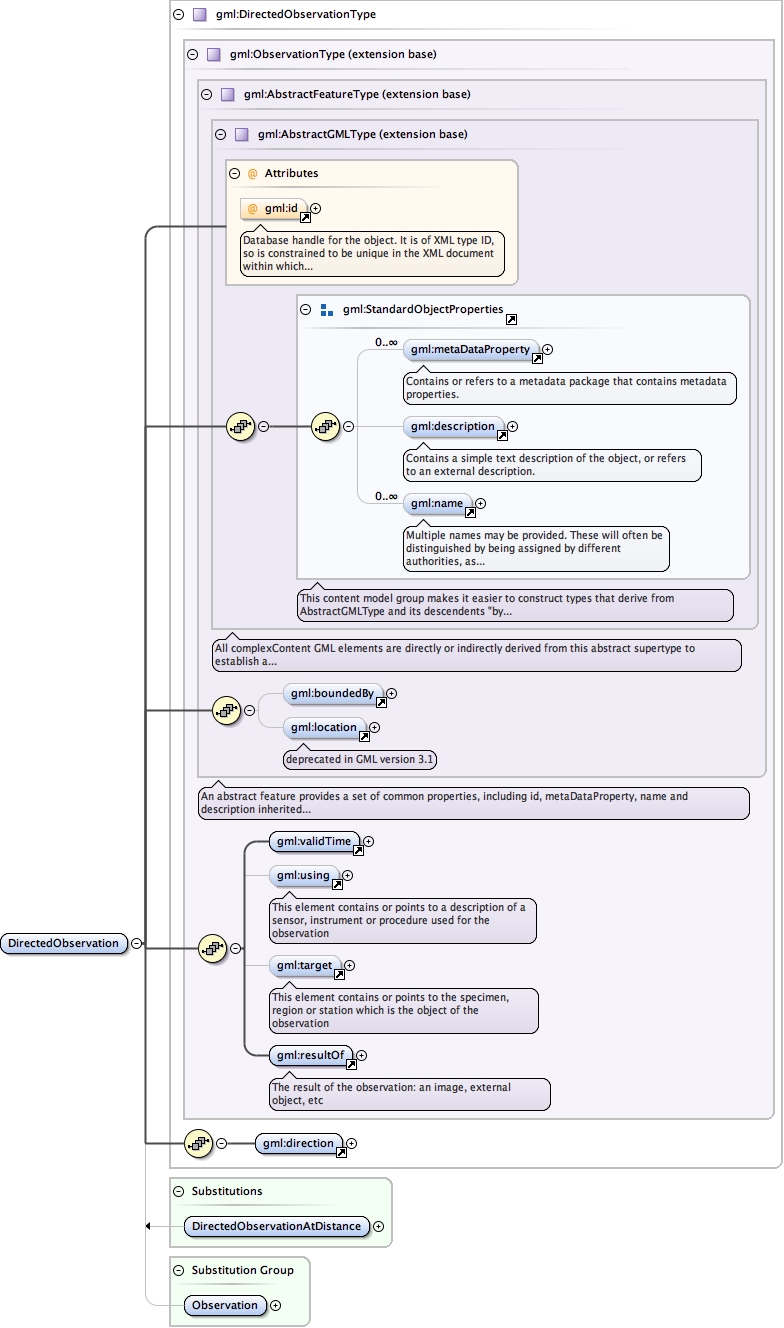 gml:DirectedObservationType
gml:ObservationType (extension base)
gml:AbstractFeatureType (extension base)
gml:AbstractGMLType (extension base)
@ Attributes
@ gml:id
Database handle for the object. It is of XML type ID,
so is constrained to be unique in the XML document
within which...
gml:StandardObjectProperties
0..∞
gml:metaDataProperty
Contains or refers to a metadata package that contains metadata
properties.
gml:description
Contains a simple text description of the object, or refers
to an external description.
0..∞
gml:name
Multiple names may be provided. These will often be
distinguished by being assigned by different
authorities, as...
This content model group makes it easier to construct types that derive from
AbstractGMLType and its descendents "by...
All complexContent GML elements are directly or indirectly derived from this abstract supertype to
establish a...
gml:boundedBy
gml:location
deprecated in GML version 3.1
An abstract feature provides a set of common properties, including id, metaDataProperty, name and
description inherited...
gml:validTime
gml:using
This element contains or points to a description of a
sensor, instrument or procedure used for the
observation
DirectedObservation
gml:target
This element contains or points to the specimen,
region or station which is the object of the
observation
gml:resultOf
The result of the observation: an image, external
object, etc
gml:direction
Substitutions
DirectedObservationAtDistance
Substitution Group
Observation